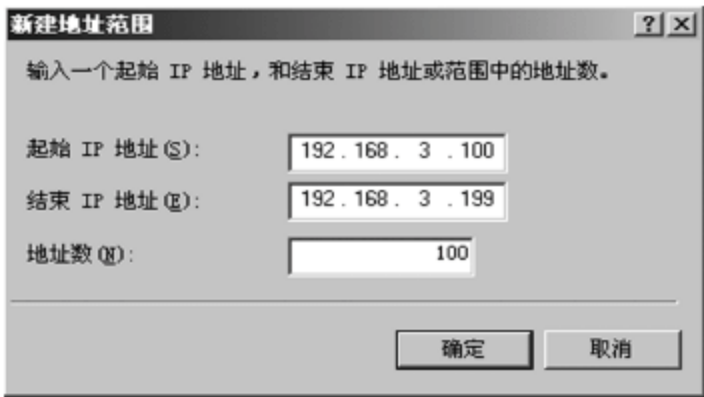 新建地址范围
输入一个起始 IP 地址，和结束 IP 地址或范围中的地址数。
起始 IP 地址(S): 192 . 168 . 3 . 100
结束 IP 地址(E): 192 . 168 . 3 . 199
地址数(N): 100
确定 取消